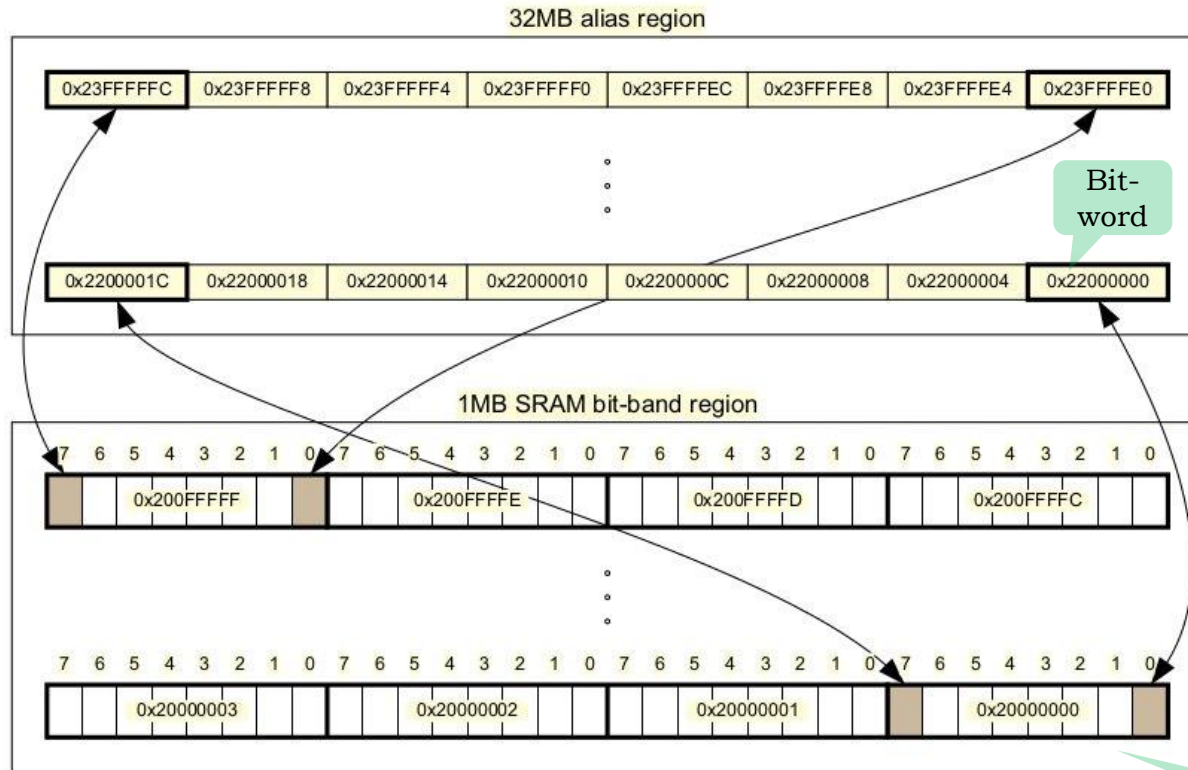 32MB alias region
0x23FFFFFC 0x23FFFFF8 0x23FFFFF4 0x23FFFFF0 0x23FFFFEC 0x23FFFFE8 0x23FFFFE4 0x23FFFFE0
Bit-
word
0x2200001C 0x22000018 0x22000014 0x22000010 0x2200000C 0x22000008 0x22000004 0x22000000
1MB SRAM bit-band region
7 6 5 4 3 2 1 0 7 6 5 4 3 2 1 0 7 6 5 4 3 2 1 0 7 6 5 4 3 2 1 0
0x200FFFFF 0x200FFFFE 0x200FFFFD 0x200FFFFC
7 6 5 4 3 2 1 0 7 6 5 4 3 2 1 0 7 6 5 4 3 2 1 0 7 6 5 4 3 2 1 0
0x20000003 0x20000002 0x20000001 0x20000000